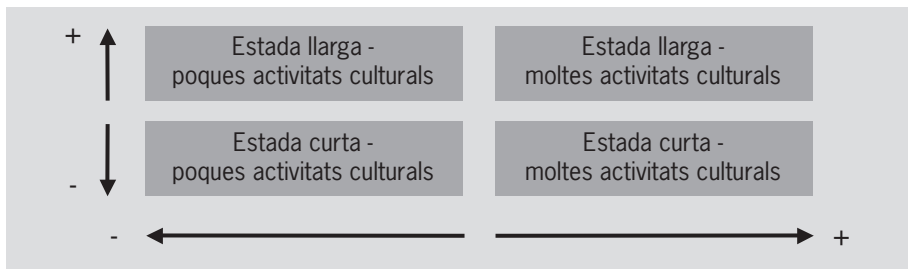 +
Estada llarga -
poques activitats culturals
Estada llarga -
moltes activitats culturals
Estada curta -
poques activitats culturals
Estada curta -
moltes activitats culturals
-
-
+